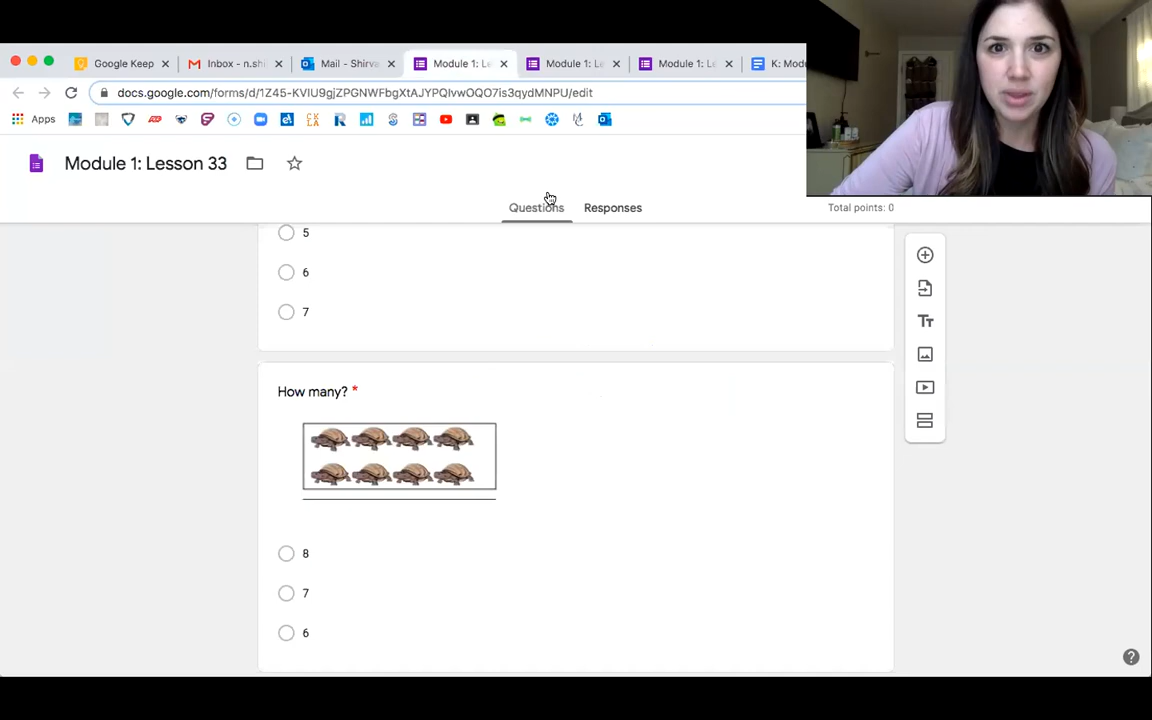 Google Keep
Inbox - n.shi
Mail - Shirva
Module 1: Le
Module 1: Le
Module 1: Le
K: Mod
docs.google.com/forms/d/1Z45-KVIU9gjZPGNWFbgXtAJYPQIvwOQO7is3qydMNPU/edit
Apps
Module 1: Lesson 33
Questions
Responses
Total points: 0
5
6
7
How many? *
8
7
6